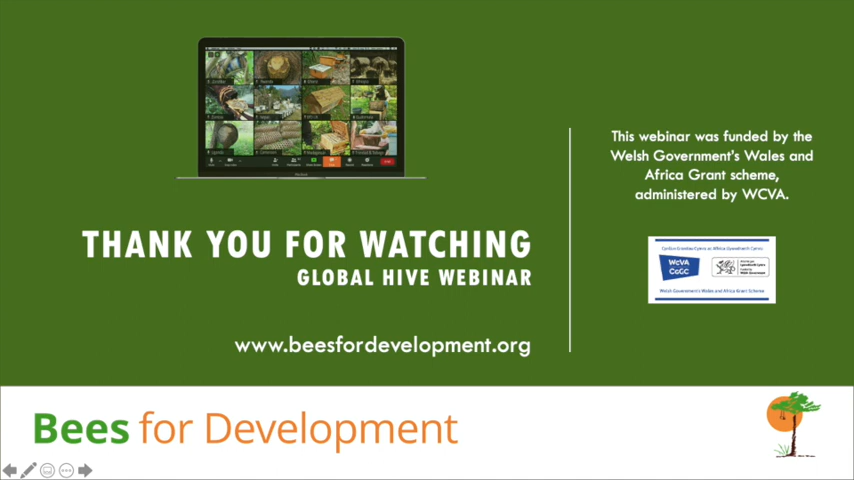 THANK YOU FOR WATCHING
GLOBAL HIVE WEBINAR
www.beesfordevelopment.org
This webinar was funded by the
Welsh Government's Wales and
Africa Grant scheme,
administered by WCVA.
WCVA
CGGC
Welsh Government's Wales and Africa Grant Scheme
Bees for Development